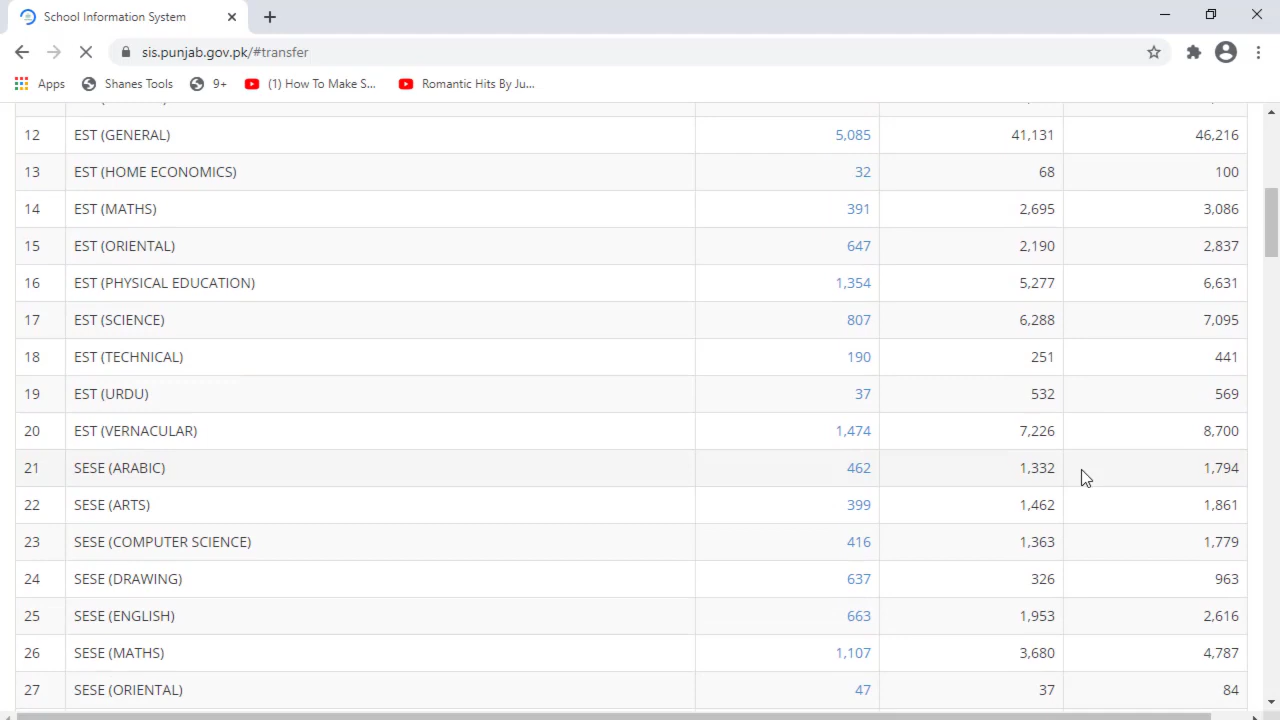 School Information System
sis.punjab.gov.pk/#transfer
Apps Shanes Tools 9+ (1) How To Make S... Romantic Hits By Ju...
12 EST (GENERAL) 5,085 41,131 46,216
13 EST (HOME ECONOMICS) 32 68 100
14 EST (MATHS) 391 2,695 3,086
15 EST (ORIENTAL) 647 2,190 2,837
16 EST (PHYSICAL EDUCATION) 1,354 5,277 6,631
17 EST (SCIENCE) 807 6,288 7,095
18 EST (TECHNICAL) 190 251 441
19 EST (URDU) 37 532 569
20 EST (VERNACULAR) 1,474 7,226 8,700
21 SESE (ARABIC) 462 1,332 1,794
22 SESE (ARTS) 399 1,462 1,861
23 SESE (COMPUTER SCIENCE) 416 1,363 1,779
24 SESE (DRAWING) 637 326 963
25 SESE (ENGLISH) 663 1,953 2,616
26 SESE (MATHS) 1,107 3,680 4,787
27 SESE (ORIENTAL) 47 37 84